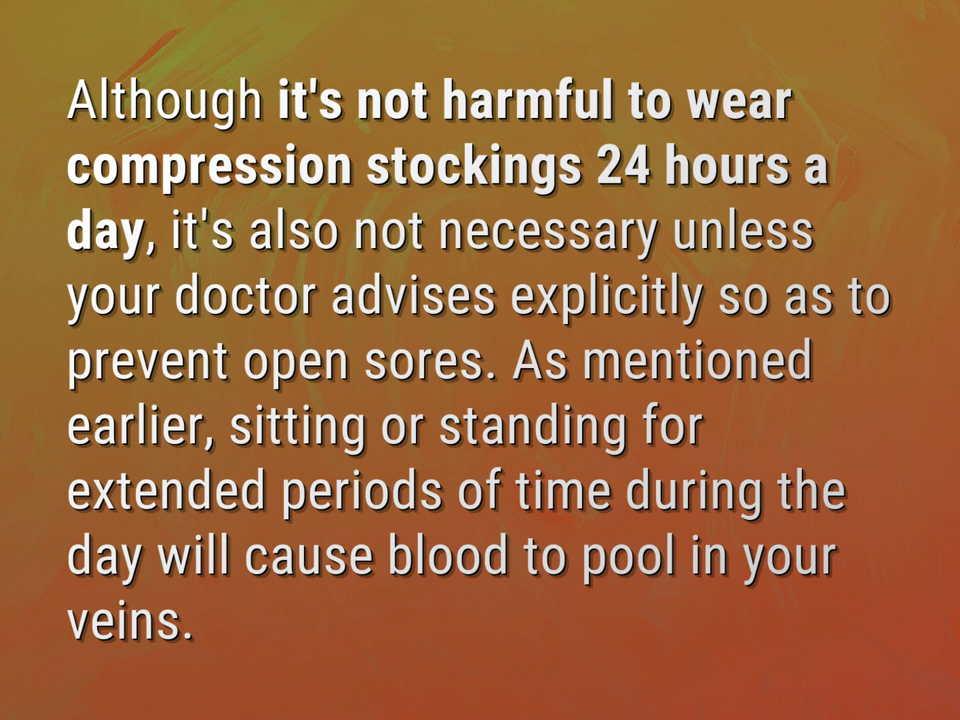 Although it's not harmful to wear
compression stockings 24 hours a
day, it's also not necessary unless
your doctor advises explicitly so as to
prevent open sores. As mentioned
earlier, sitting or standing for
extended periods of time during the
day will cause blood to pool in your
veins.